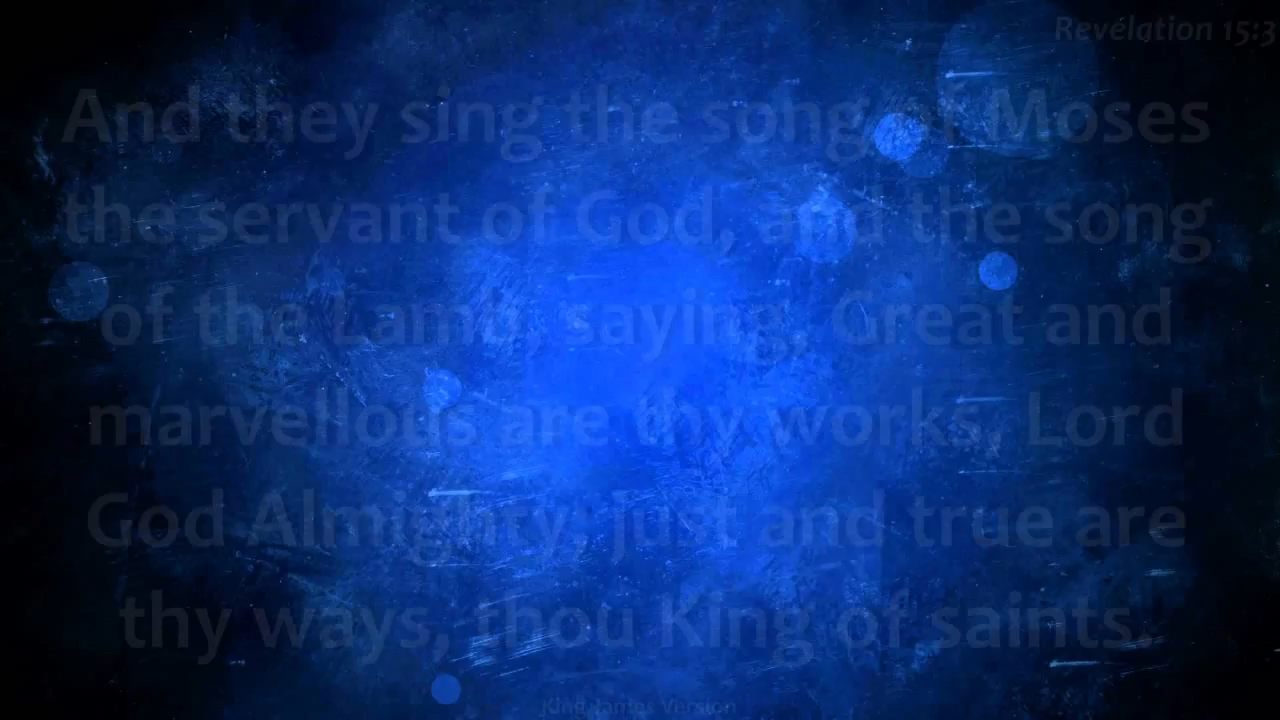 Revelation 15:3
And they sing the song of Moses
the servant of God, and the song
of the Lamb, saying, Great and
marvellous are thy works, Lord
God Almighty; just and true are
thy ways, thou King of saints.
King James Version